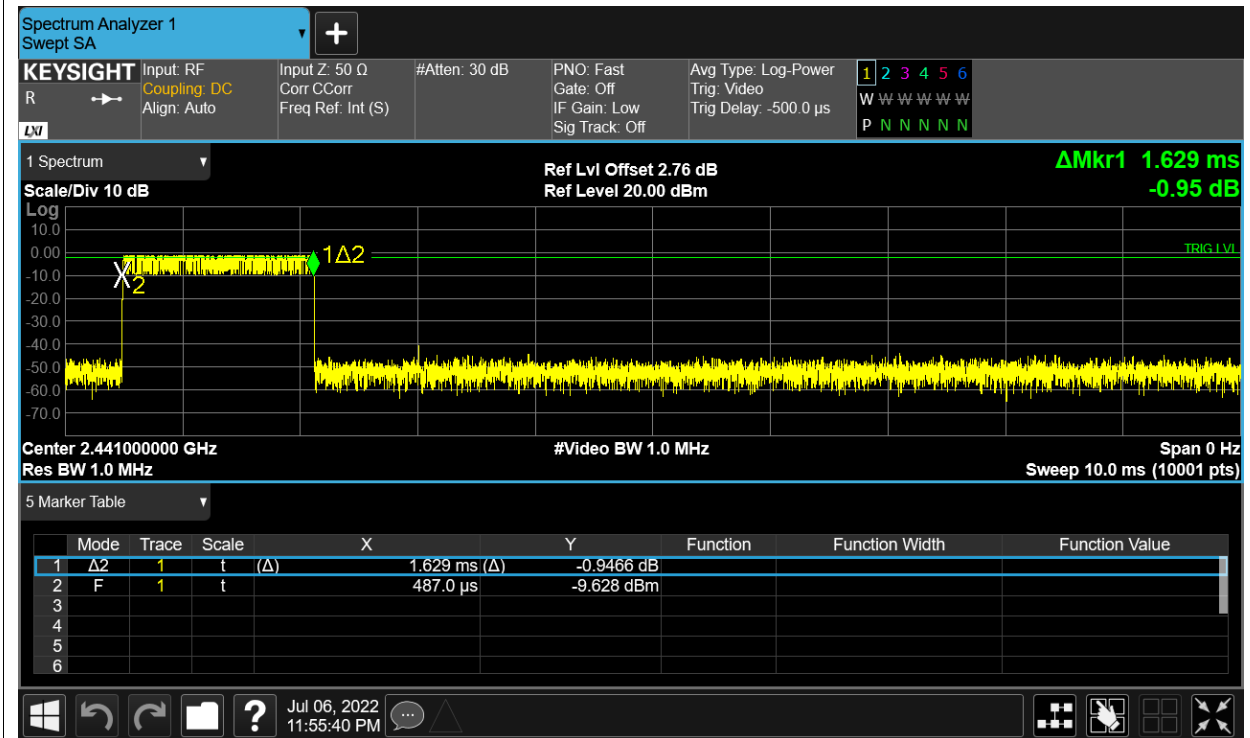 Spectrum Analyzer 1
Swept SA
KEYSIGHT
R
LXI
Input: RF
Coupling: DC
Align: Auto
Input Z: 50 Ω
Corr CCorr
Freq Ref: Int (S)
#Atten: 30 dB
PNO: Fast
Gate: Off
IF Gain: Low
Sig Track: Off
Avg Type: Log-Power
Trig: Video
Trig Delay: -500.0 µs
1 2 3 4 5 6
W W W W W W
P N N N N N
1 Spectrum
Scale/Div 10 dB
Ref Lvl Offset 2.76 dB
Ref Level 20.00 dBm
ΔMkr1 1.629 ms
-0.95 dB
Log
10.0
0.00
-10.0
-20.0
-30.0
-40.0
-50.0
-60.0
-70.0
1Δ2
2
TRIG LVL
Center 2.441000000 GHz
#Video BW 1.0 MHz
Span 0 Hz
Res BW 1.0 MHz
Sweep 10.0 ms (10001 pts)
5 Marker Table
Mode Trace Scale X Y Function Function Width Function Value
1 Δ2 1 t (Δ) 1.629 ms (Δ) -0.9466 dB
2 F 1 t 487.0 µs -9.628 dBm
3
4
5
6
?
Jul 06, 2022
11:55:40 PM